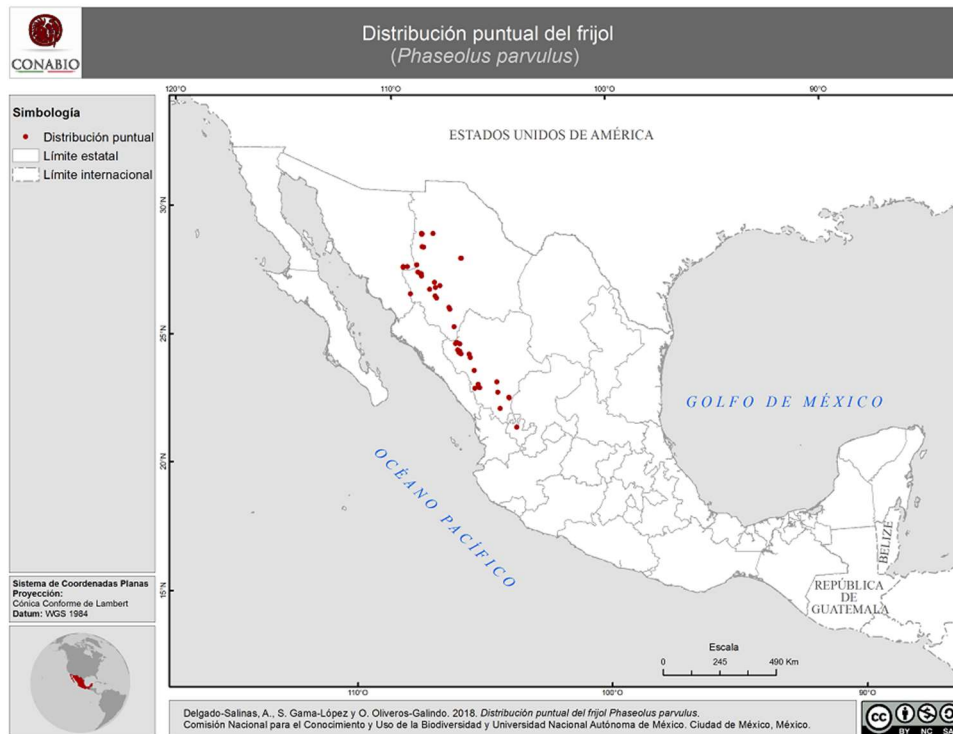 CONABIO
Distribución puntual del frijol
(Phaseolus parvulus)
Simbología
Distribución puntual
Límite estatal
Límite internacional
120°O
110°O
100°O
90°O
30°N
25°N
20°N
15°N
ESTADOS UNIDOS DE AMÉRICA
GOLFO DE MÉXICO
OCÉANO PACÍFICO
BELIZE
REPÚBLICA
DE
GUATEMALA
Escala
0 245 490 Km
110°O
100°O
90°O
Sistema de Coordenadas Planas
Proyección:
Cónica Conforme de Lambert
Datum: WGS 1984
Delgado-Salinas, A., S. Gama-López y O. Oliveros-Galindo. 2018. Distribución puntual del frijol Phaseolus parvulus.
Comisión Nacional para el Conocimiento y Uso de la Biodiversidad y Universidad Nacional Autónoma de México. Ciudad de México, México.
CC
BY NC SA